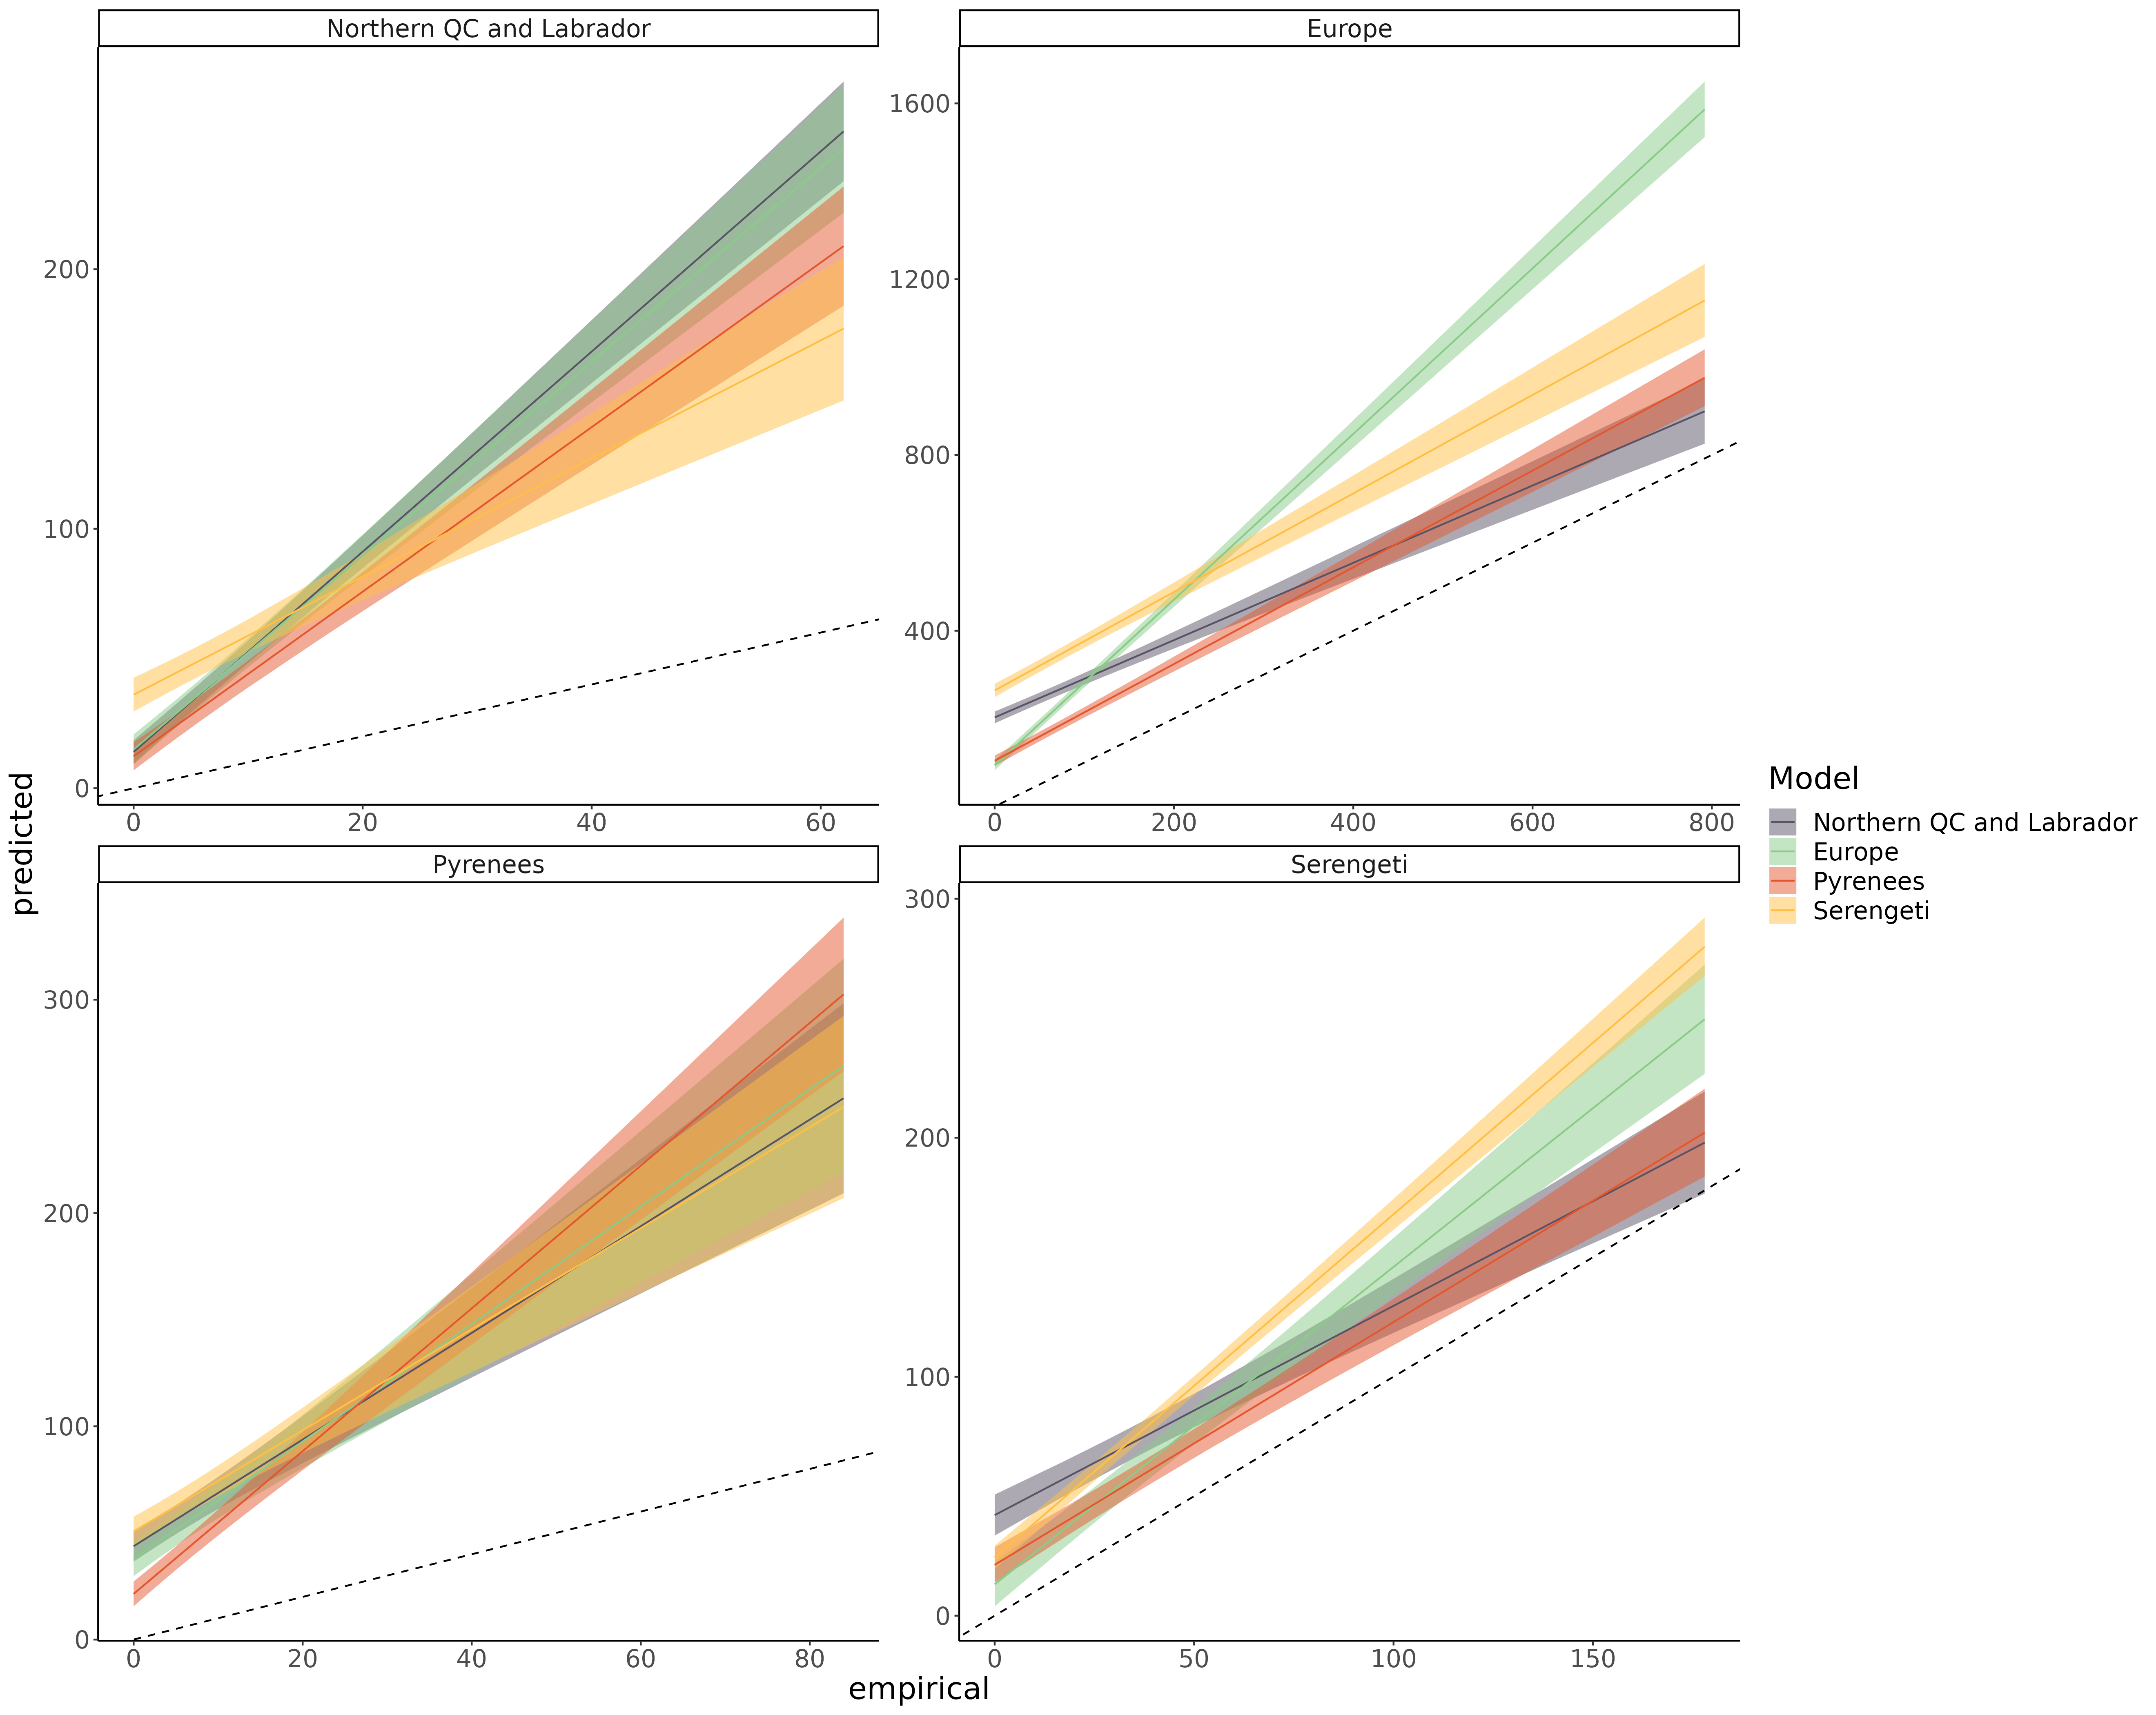 Northern QC and Labrador
Europe
200
100
0
0 20 40 60
1600
1200
800
400
0 200 400 600 800
Pyrenees
Serengeti
300
200
100
0
0 20 40 60 80
300
200
100
0
0 50 100 150
predicted
empirical
Model
Northern QC and Labrador
Europe
Pyrenees
Serengeti